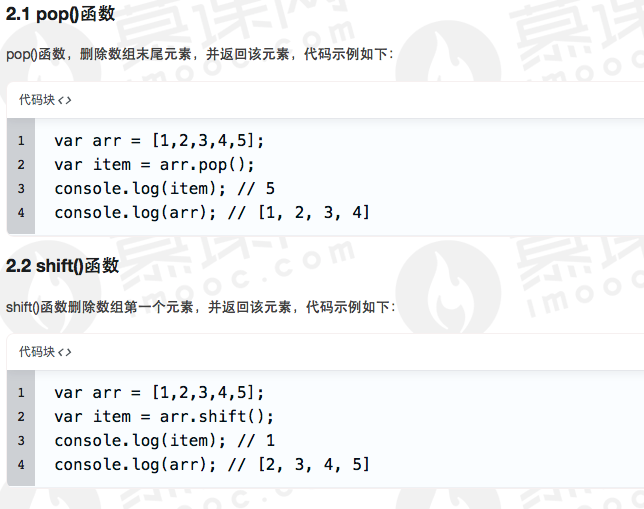 2.1 pop()函数
pop()函数，删除数组末尾元素，并返回该元素，代码示例如下：
代码块<>
1 var arr = [1,2,3,4,5];
2 var item = arr.pop();
3 console.log(item); // 5
4 console.log(arr); // [1, 2, 3, 4]
2.2 shift()函数
shift()函数删除数组第一个元素，并返回该元素，代码示例如下：
代码块<>
1 var arr = [1,2,3,4,5];
2 var item = arr.shift();
3 console.log(item); // 1
4 console.log(arr); // [2, 3, 4, 5]
慕课网
imooc.com